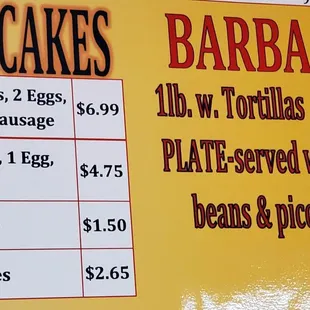 CAKES
s, 2 Eggs,
ausage
$6.99
, 1 Egg,
$4.75
$1.50
es
$2.65
BARBA
1lb. w. Tortillas
PLATE-served w
beans & pico